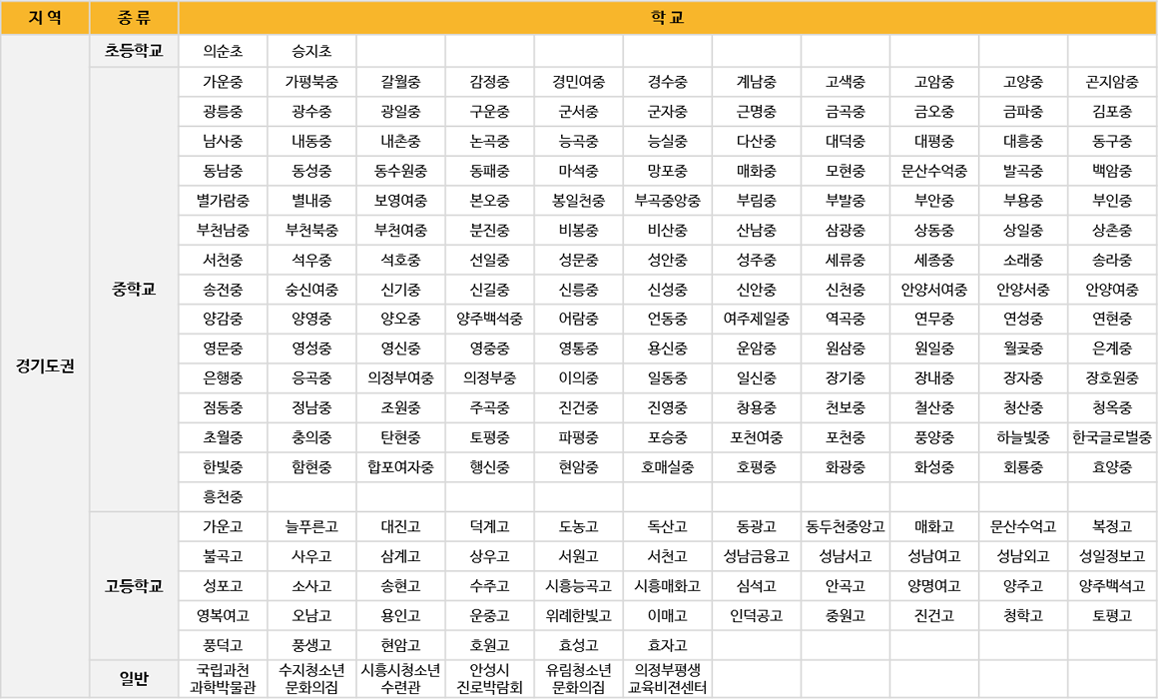 지 역 종 류 학 교
초등학교 의순초 승지초
가운중 가평북중 갈월중 감정중 경민여중 경수중 계남중 고색중 고암중 고양중 곤지암중
광릉중 광수중 광일중 구운중 군서중 군자중 근명중 금곡중 금오중 금파중 김포중
남사중 내동중 내촌중 논곡중 능곡중 능실중 다산중 대덕중 대평중 대흥중 동구중
동남중 동성중 동수원중 동패중 마석중 망포중 매화중 모현중 문산수억중 발곡중 백암중
별가람중 별내중 보영여중 본오중 봉일천중 부곡중앙중 부림중 부발중 부안중 부용중 부인중
부천남중 부천북중 부천여중 분진중 비봉중 비산중 산남중 삼광중 상동중 상일중 상촌중
서천중 석우중 석호중 선일중 성문중 성안중 성주중 세류중 세종중 소래중 송라중
중학교 송전중 숭신여중 신기중 신길중 신릉중 신성중 신안중 신천중 안양서여중 안양서중 안양여중
양감중 양영중 양오중 양주백석중 어람중 언동중 여주제일중 역곡중 연무중 연성중 연현중
영문중 영성중 영신중 영중중 영통중 용신중 운암중 원삼중 원일중 월곶중 은계중
경기도권
은행중 응곡중 의정부여중 의정부중 이의중 일동중 일신중 장기중 장내중 장자중 장호원중
점동중 정남중 조원중 주곡중 진건중 진영중 창용중 천보중 철산중 청산중 청옥중
초월중 충의중 탄현중 토평중 파평중 포승중 포천여중 포천중 풍양중 하늘빛중 한국글로벌중
한빛중 함현중 합포여자중 행신중 현암중 호매실중 호평중 화광중 화성중 회룡중 효양중
흥천중
가운고 늘푸른고 대진고 덕계고 도농고 독산고 동광고 동두천중앙고 매화고 문산수억고 복정고
불곡고 사우고 삼계고 상우고 서원고 서천고 성남금융고 성남서고 성남여고 성남외고 성일정보고
고등학교 성포고 소사고 송현고 수주고 시흥능곡고 시흥매화고 심석고 안곡고 양명여고 양주고 양주백석고
영복여고 오남고 용인고 운중고 위례한빛고 이매고 인덕공고 중원고 진건고 청학고 토평고
풍덕고 풍생고 현암고 호원고 효성고 효자고
일반 국립과천 수지청소년 시흥시청소년 안성시 유림청소년 의정부평생
과학박물관 문화의집 수련관 진로박람회 문화의집 교육비젼센터